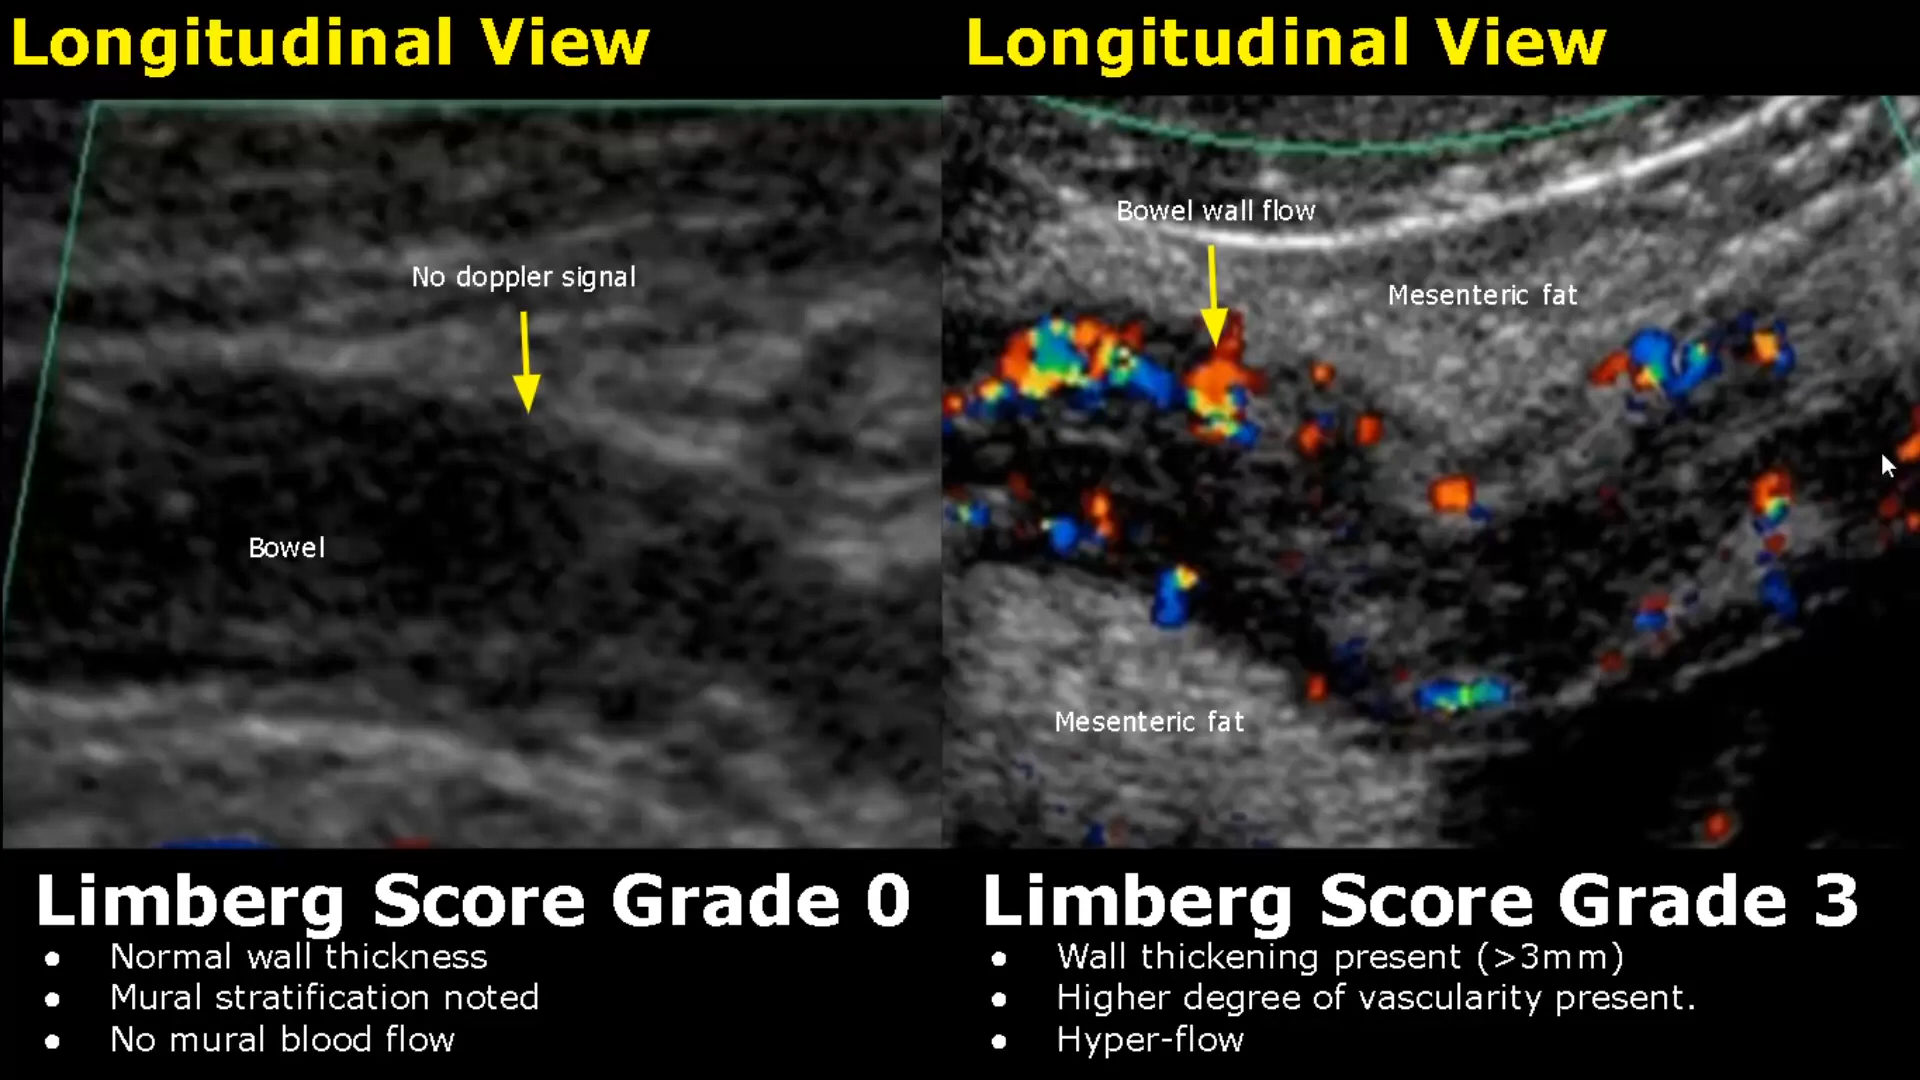 Longitudinal View
No doppler signal
Bowel
Limberg Score Grade 0
• Normal wall thickness
• Mural stratification noted
• No mural blood flow
Longitudinal View
Bowel wall flow
Mesenteric fat
Mesenteric fat
Limberg Score Grade 3
• Wall thickening present (>3mm)
• Higher degree of vascularity present.
• Hyper-flow